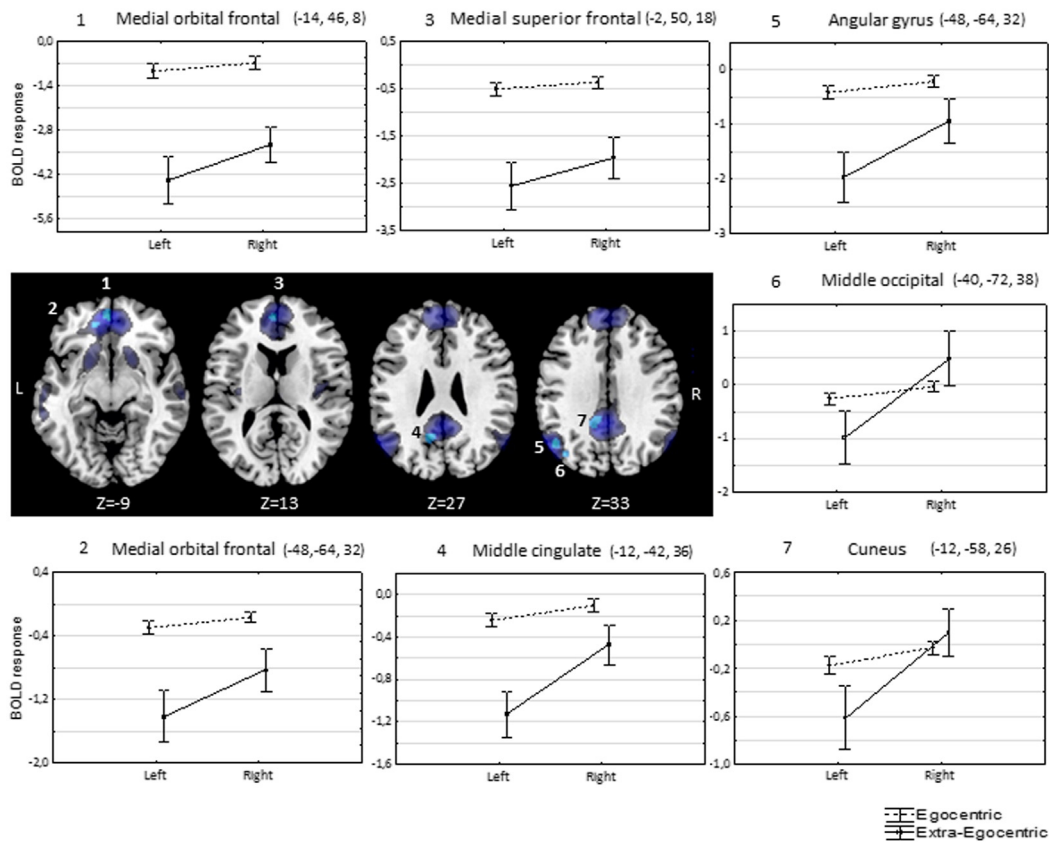 1 Medial orbital frontal (-14, 46, 8)
0,0
-1,4
-2,8
-4,2
-5,6
BOLD response
Left Right
3 Medial superior frontal (-2, 50, 18)
0,5
-0,5
-1,5
-2,5
-3,5
Left Right
5 Angular gyrus (-48, -64, 32)
0
-1
-2
-3
Left Right
1
2
3
4
5
6
7
L
R
Z=-9 Z=13 Z=27 Z=33
6 Middle occipital (-40, -72, 38)
1
0
-1
-2
Left Right
2 Medial orbital frontal (-48,-64, 32)
0,4
-0,4
-1,2
-2,0
BOLD response
Left Right
4 Middle cingulate (-12, -42, 36)
0,0
-0,4
-0,8
-1,2
-1,6
Left Right
7 Cuneus (-12, -58, 26)
0,6
0,2
-0,2
-0,6
-1,0
Left Right
Egocentric
Extra-Egocentric